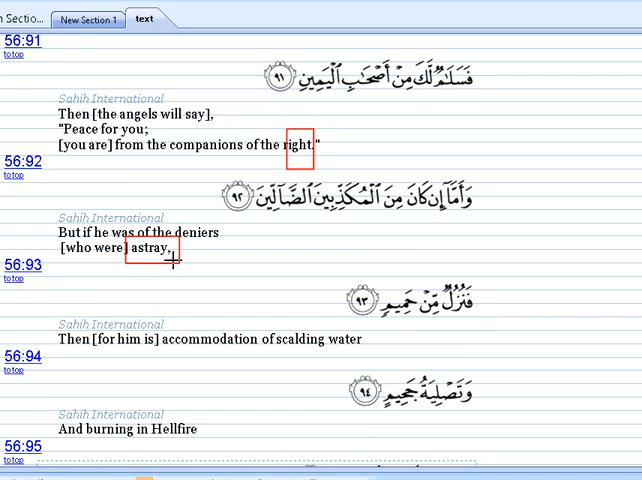 n Sectio...
New Section 1
text
56:91
to top
فَسَلَٰمٌ لَّكَ مِنْ أَصْحَٰبِ ٱلْيَمِينِ ٩١
Sahih International
Then [the angels will say],
"Peace for you;
[you are] from the companions of the right."
56:92
to top
وَأَمَّآ إِن كَانَ مِنَ ٱلْمُكَذِّبِينَ ٱلضَّآلِّينَ ٩٢
Sahih International
But if he was of the deniers
[who were] astray,
56:93
to top
فَنُزُلٌ مِّنْ حَمِيمٍ ٩٣
Sahih International
Then [for him is] accommodation of scalding water
56:94
to top
وَتَصْلِيَةُ جَحِيمٍ ٩٤
Sahih International
And burning in Hellfire
56:95
to top